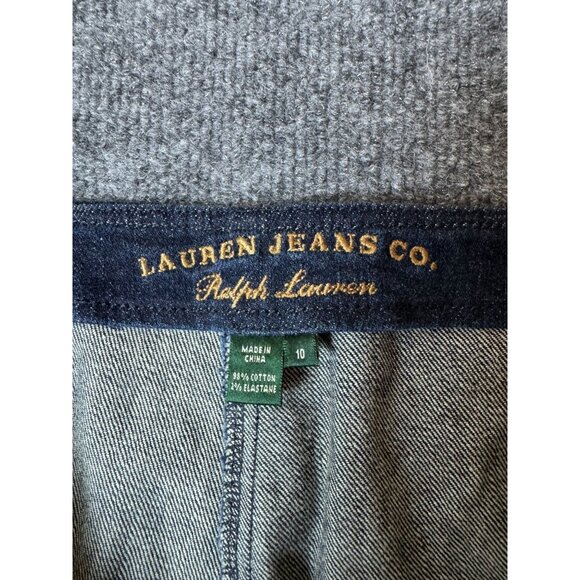 LAUREN JEANS CO.
Ralph Lauren
MADE IN
CHINA
98% COTTON
2% ELASTANE
10